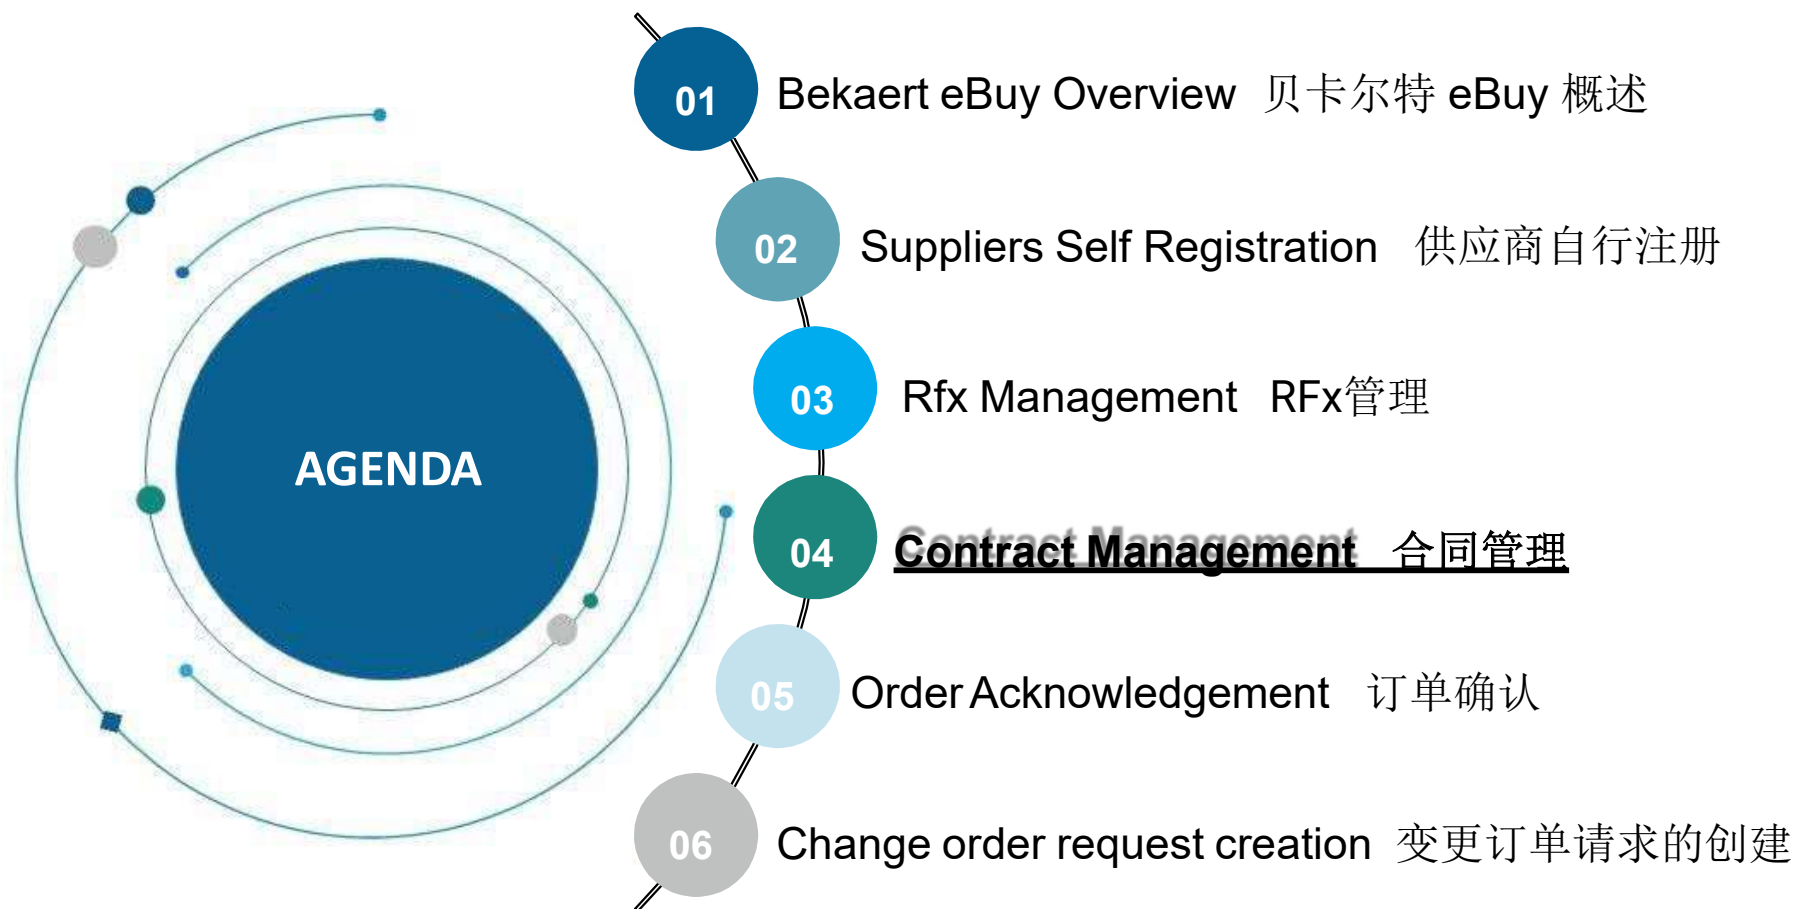 AGENDA
01 Bekaert eBuy Overview 贝卡尔特 eBuy 概述
02 Suppliers Self Registration 供应商自行注册
03 Rfx Management RFx管理
04 Contract Management 合同管理
05 Order Acknowledgement 订单确认
06 Change order request creation 变更订单请求的创建